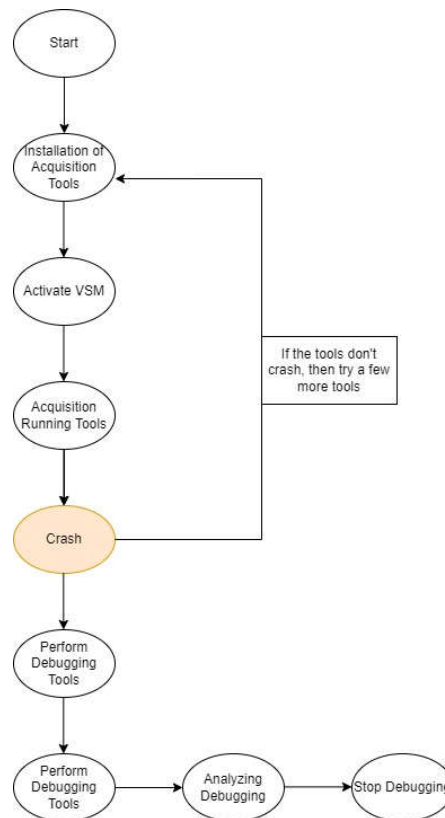 Start
Installation of
Acquisition
Tools
Activate VSM
If the tools don't
crash, then try a few
more tools
Acquisition
Running Tools
Crash
Perform
Debugging
Tools
Perform
Debugging
Tools
Analyzing
Debugging
Stop Debugging